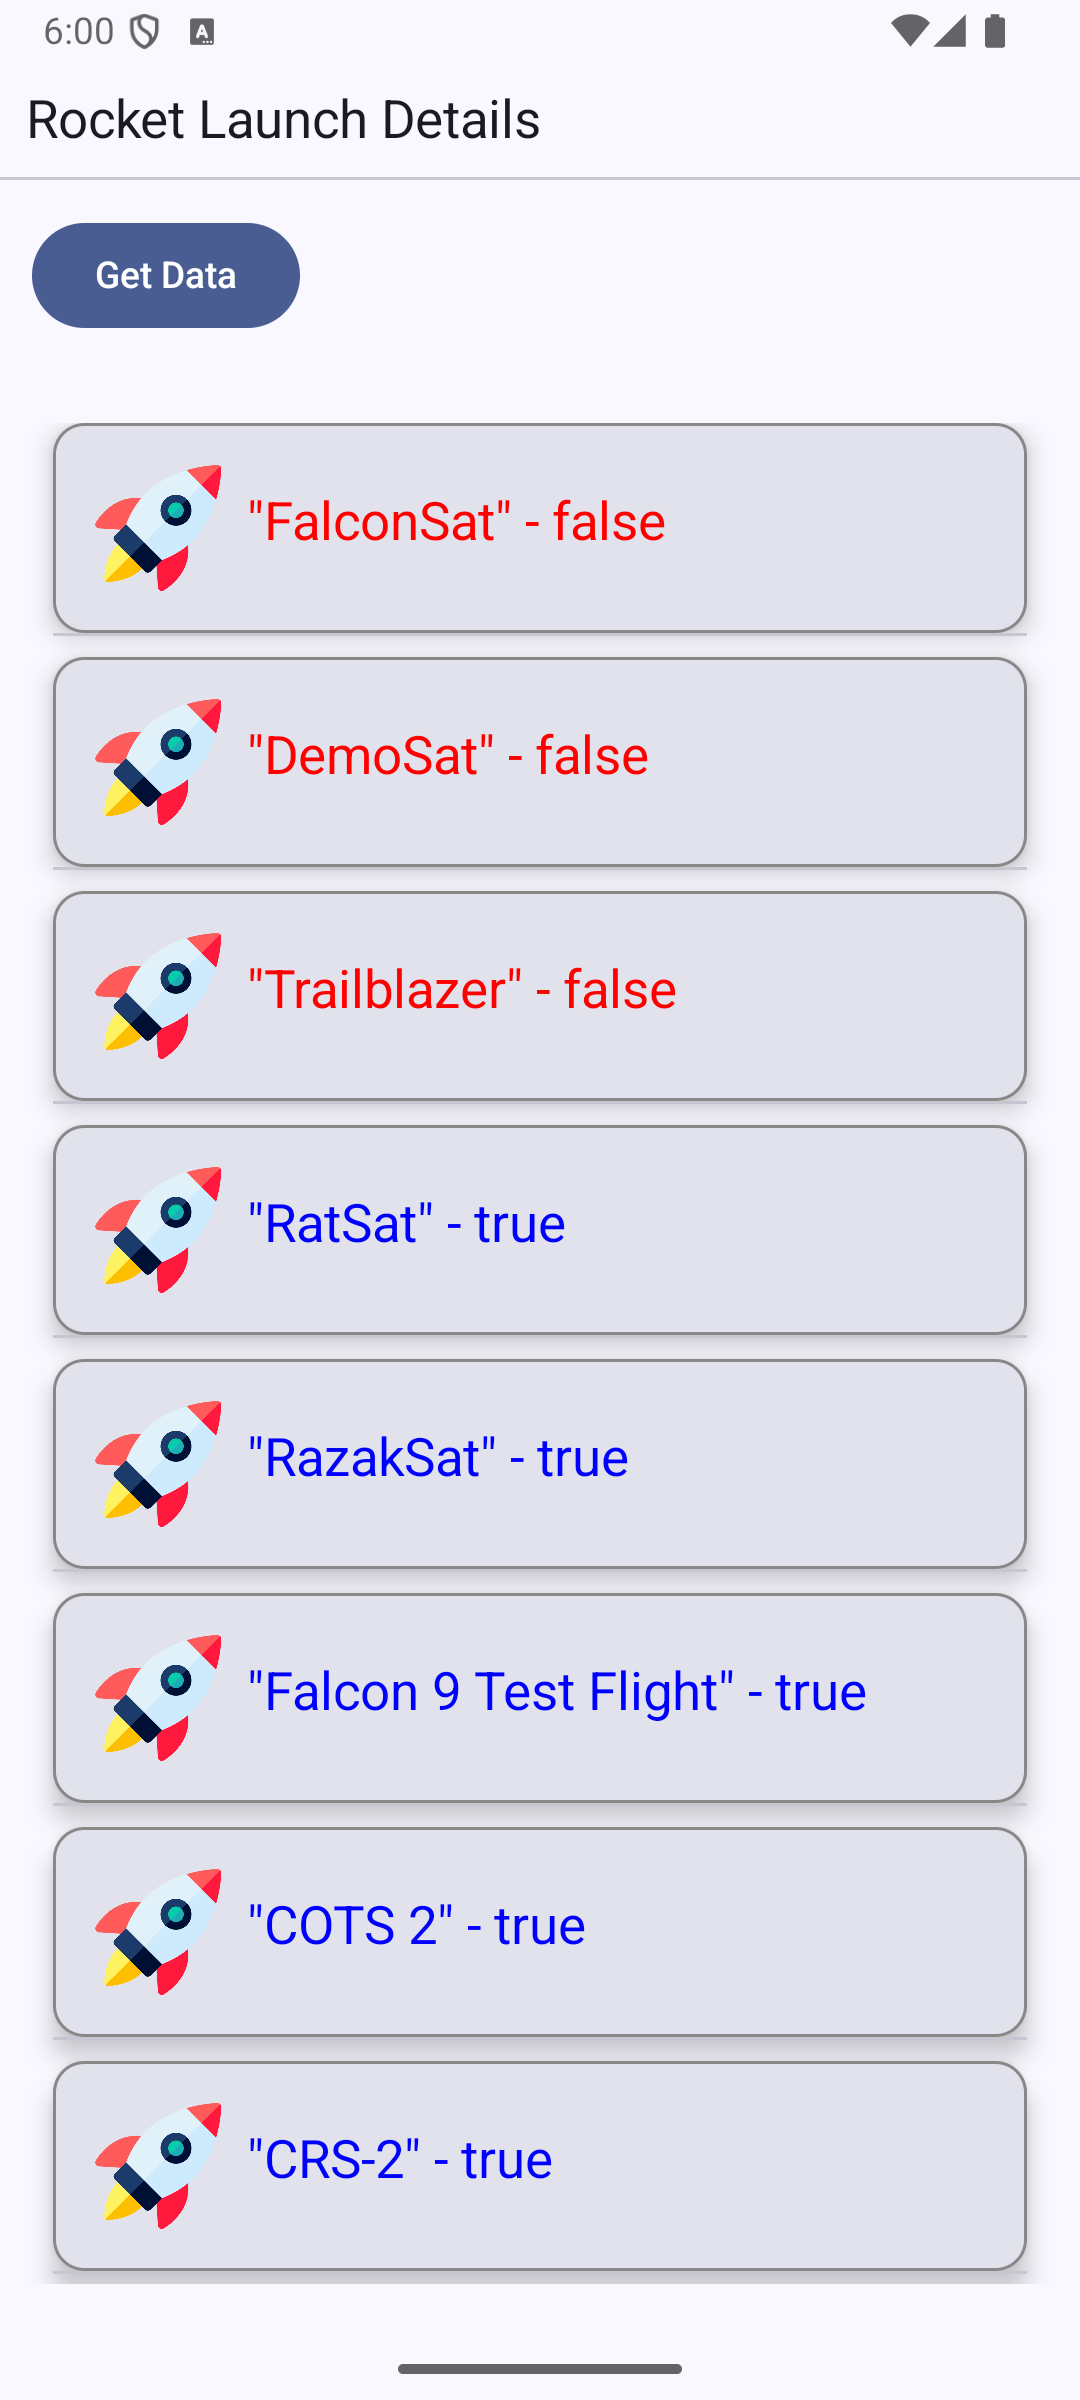 6:00
Rocket Launch Details
Get Data
"FalconSat" - false
"DemoSat" - false
"Trailblazer" - false
"RatSat" - true
"RazakSat" - true
"Falcon 9 Test Flight" - true
"COTS 2" - true
"CRS-2" - true